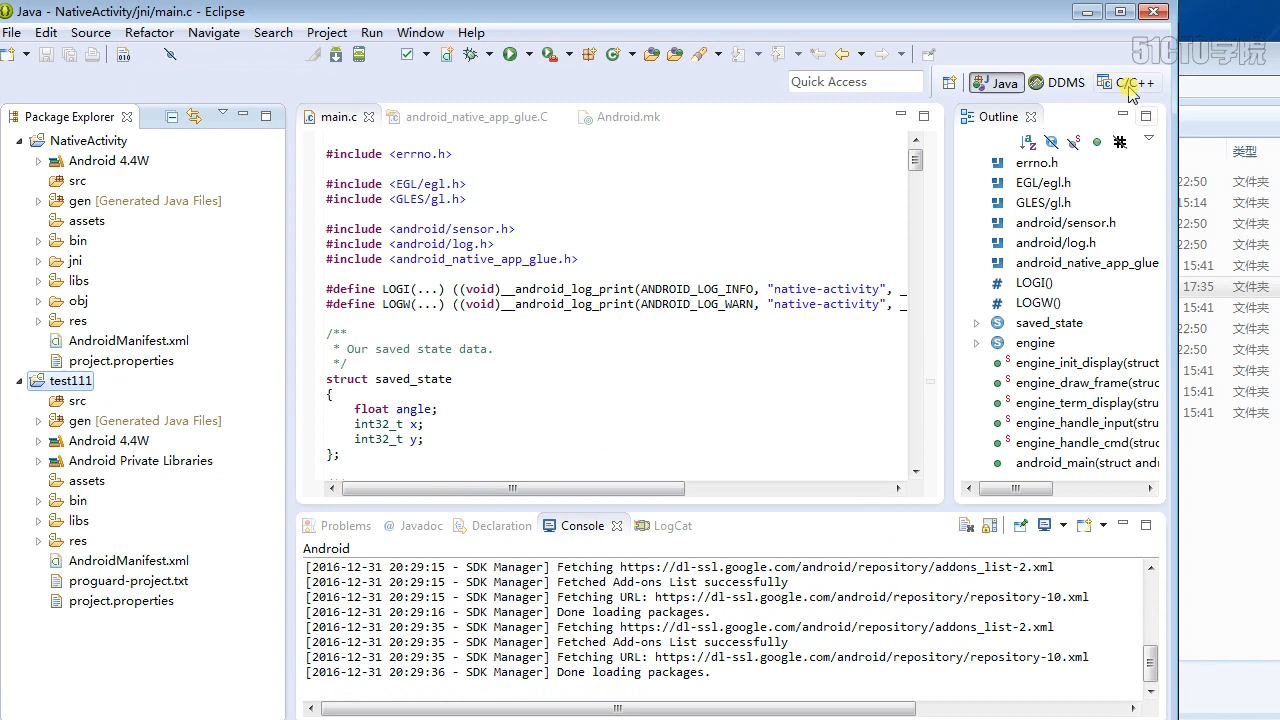 Java - NativeActivity/jni/main.c - Eclipse
File Edit Source Refactor Navigate Search Project Run Window Help
51CTO学院
Quick Access
Java DDMS C/C++
Package Explorer
NativeActivity
Android 4.4W
src
gen [Generated Java Files]
assets
bin
jni
libs
obj
res
AndroidManifest.xml
project.properties
test111
src
gen [Generated Java Files]
Android 4.4W
Android Private Libraries
assets
bin
libs
res
AndroidManifest.xml
proguard-project.txt
project.properties
main.c android_native_app_glue.C Android.mk
#include <errno.h>
#include <EGL/egl.h>
#include <GLES/gl.h>
#include <android/sensor.h>
#include <android/log.h>
#include <android_native_app_glue.h>
#define LOGI(...) ((void)__android_log_print(ANDROID_LOG_INFO, "native-activity", _
#define LOGW(...) ((void)__android_log_print(ANDROID_LOG_WARN, "native-activity", _
/**
* Our saved state data.
*/
struct saved_state
{
float angle;
int32_t x;
int32_t y;
};
Outline
errno.h
EGL/egl.h
GLES/gl.h
android/sensor.h
android/log.h
android_native_app_glue
LOGI()
LOGW()
saved_state
engine
engine_init_display(struct
engine_draw_frame(struc
engine_term_display(struc
engine_handle_input(struc
engine_handle_cmd(struc
android_main(struct andr
Problems Javadoc Declaration Console LogCat
Android
[2016-12-31 20:29:15 - SDK Manager] Fetching https://dl-ssl.google.com/android/repository/addons_list-2.xml
[2016-12-31 20:29:15 - SDK Manager] Fetched Add-ons List successfully
[2016-12-31 20:29:15 - SDK Manager] Fetching URL: https://dl-ssl.google.com/android/repository/repository-10.xml
[2016-12-31 20:29:16 - SDK Manager] Done loading packages.
[2016-12-31 20:29:35 - SDK Manager] Fetching https://dl-ssl.google.com/android/repository/addons_list-2.xml
[2016-12-31 20:29:35 - SDK Manager] Fetched Add-ons List successfully
[2016-12-31 20:29:35 - SDK Manager] Fetching URL: https://dl-ssl.google.com/android/repository/repository-10.xml
[2016-12-31 20:29:36 - SDK Manager] Done loading packages.
类型
22:50 文件夹
15:14 文件夹
22:50 文件夹
22:50 文件夹
15:41 文件夹
17:35 文件夹
15:41 文件夹
22:50 文件夹
22:50 文件夹
15:41 文件夹
15:41 文件夹
15:41 文件夹